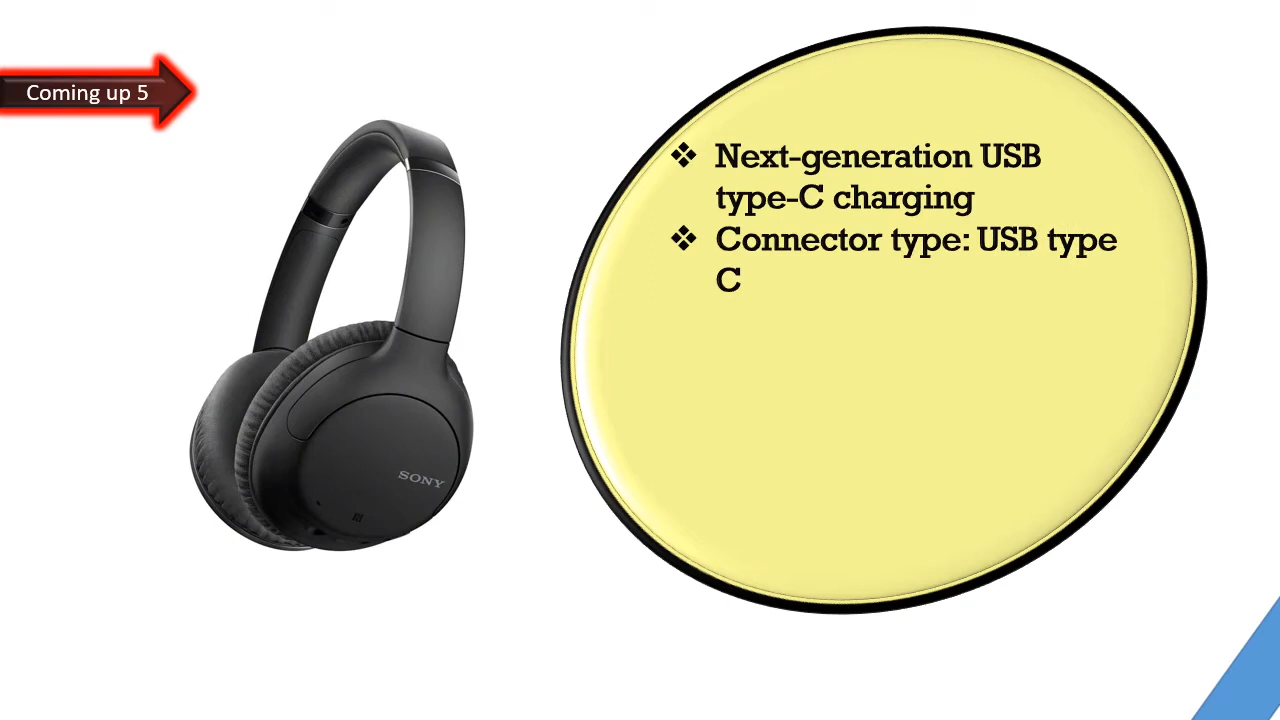 Coming up 5
❖ Next-generation USB
type-C charging
❖ Connector type: USB type
C
SONY